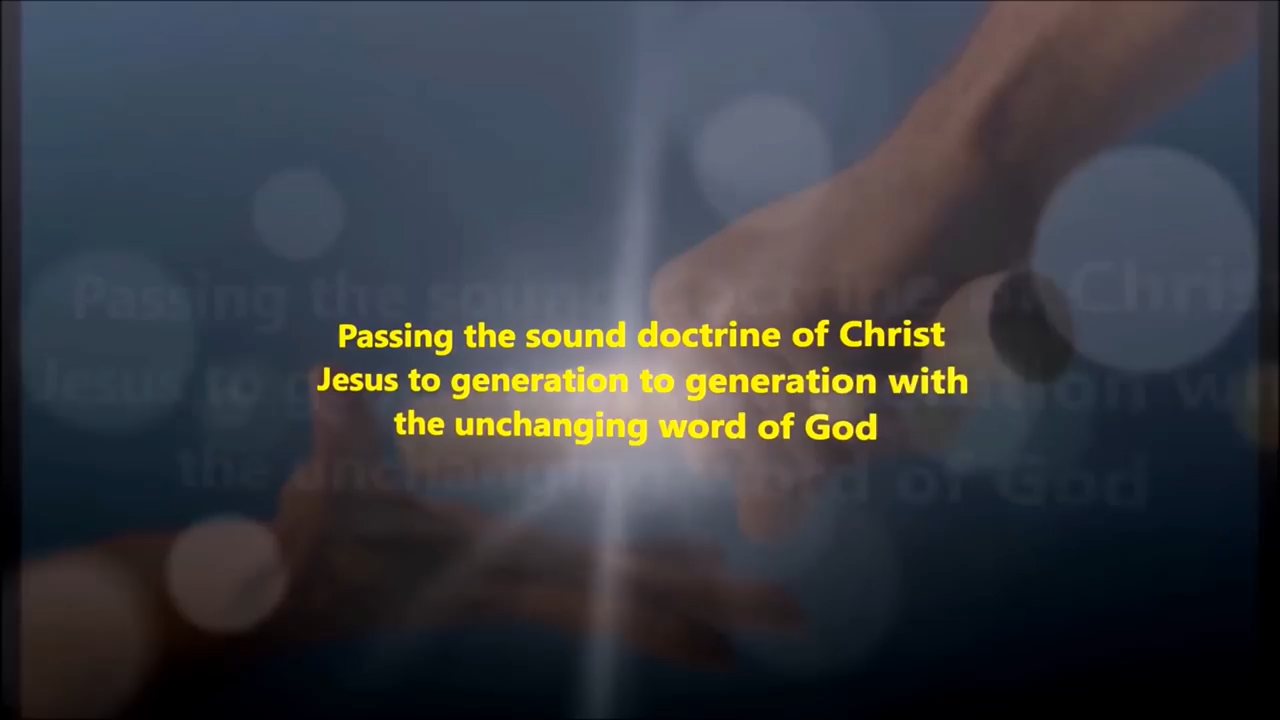 Passing the sound doctrine of Christ
Jesus to generation to generation with
the unchanging word of God